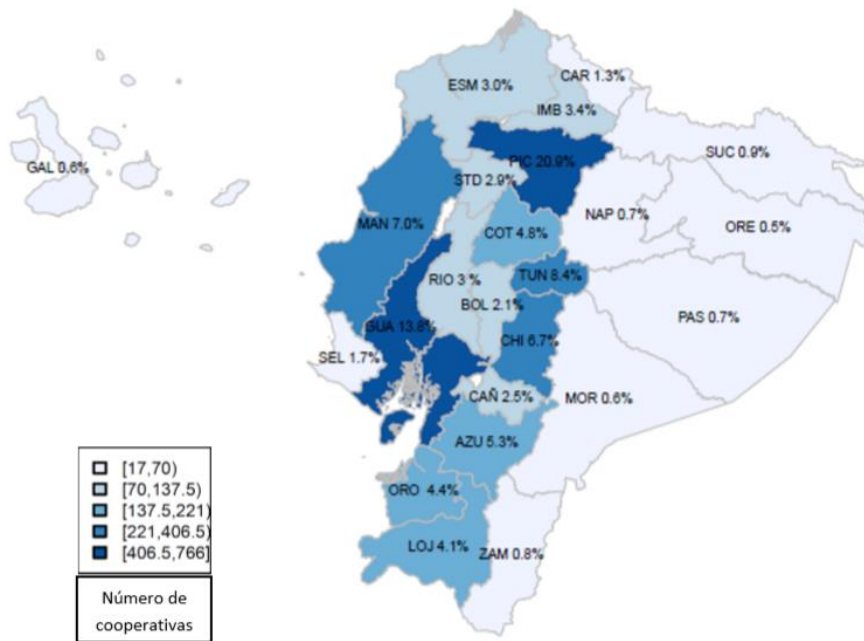 ESM 3.0%
CAR 1.3%
IMB 3.4%
GAL 0.6%
PIC 20.9%
SUC 0.9%
STD 2.9%
NAP 0.7%
ORE 0.5%
MAN 7.0%
COT 4.8%
TUN 8.4%
RIO 3 %
BOL 2.1%
PAS 0.7%
GUA 13.8%
CHI 6.7%
SEL 1.7%
CAÑ 2.5%
MOR 0.6%
AZU 5.3%
ORO 4.4%
LOJ 4.1%
ZAM 0.8%
[17,70)
[70,137.5)
[137.5,221)
[221,406.5)
[406.5,766]
Número de
cooperativas